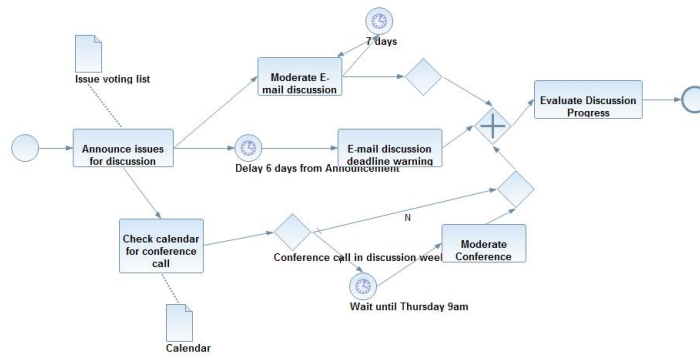 7 days
Issue voting list
Moderate E-
mail discussion
Evaluate Discussion
Progress
Announce issues
for discussion
E-mail discussion
deadline warning
Delay 6 days from Announcement
N
Check calendar
for conference
call
Moderate
Conference
Conference call in discussion week
Wait until Thursday 9am
Calendar